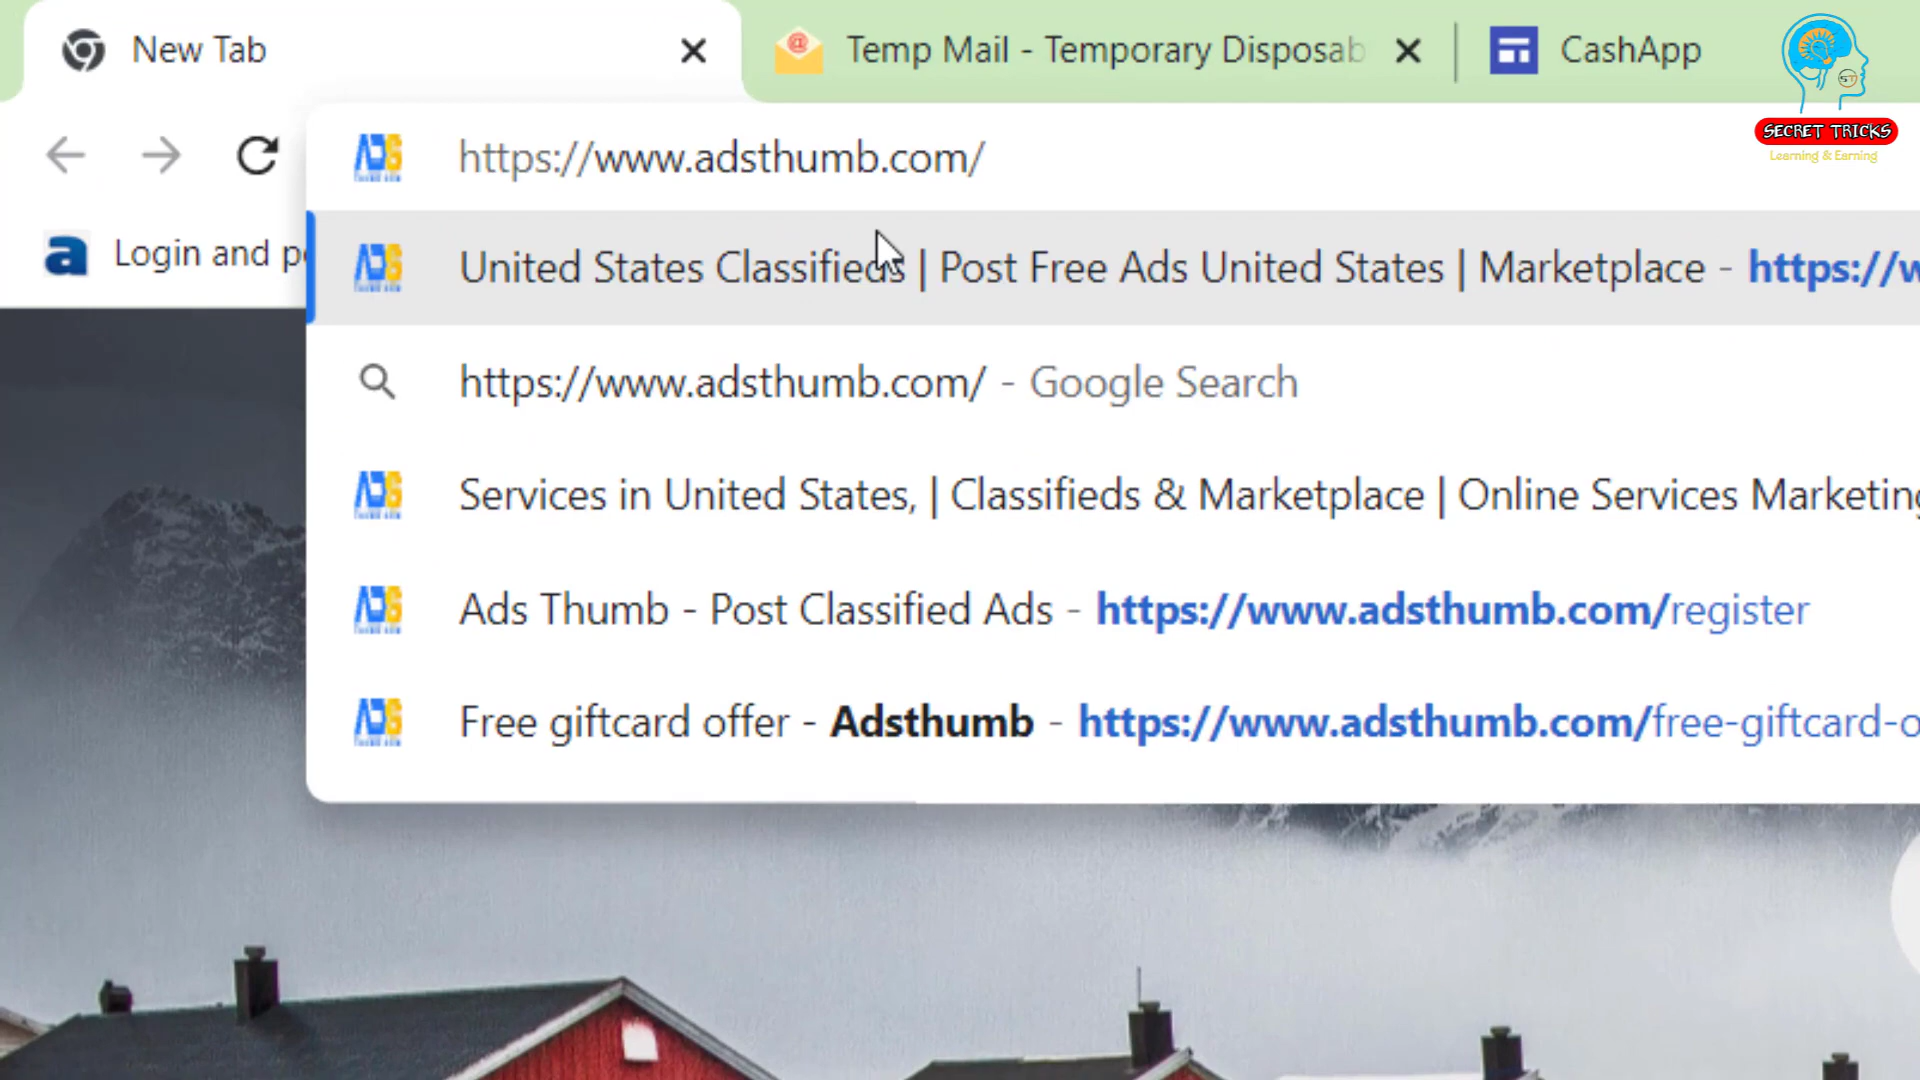 New Tab
Temp Mail - Temporary Disposab
CashApp
SECRET TRICKS
Learning & Earning
https://www.adsthumb.com/
Login and p
United States Classifieds | Post Free Ads United States | Marketplace - https://w
https://www.adsthumb.com/ - Google Search
Services in United States, | Classifieds & Marketplace | Online Services Marketing
Ads Thumb - Post Classified Ads - https://www.adsthumb.com/register
Free giftcard offer - Adsthumb - https://www.adsthumb.com/free-giftcard-o